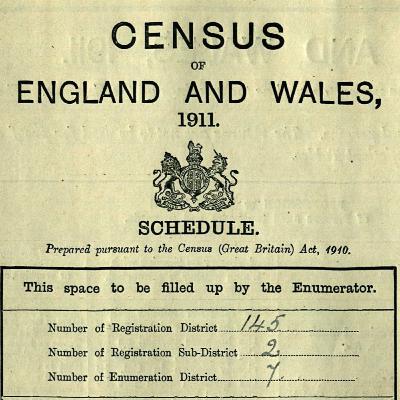 CENSUS
OF
ENGLAND AND WALES,
1911.
SCHEDULE.
Prepared pursuant to the Census (Great Britain) Act, 1910.
This space to be filled up by the Enumerator.
Number of Registration District 145
Number of Registration Sub-District 2
Number of Enumeration District 7